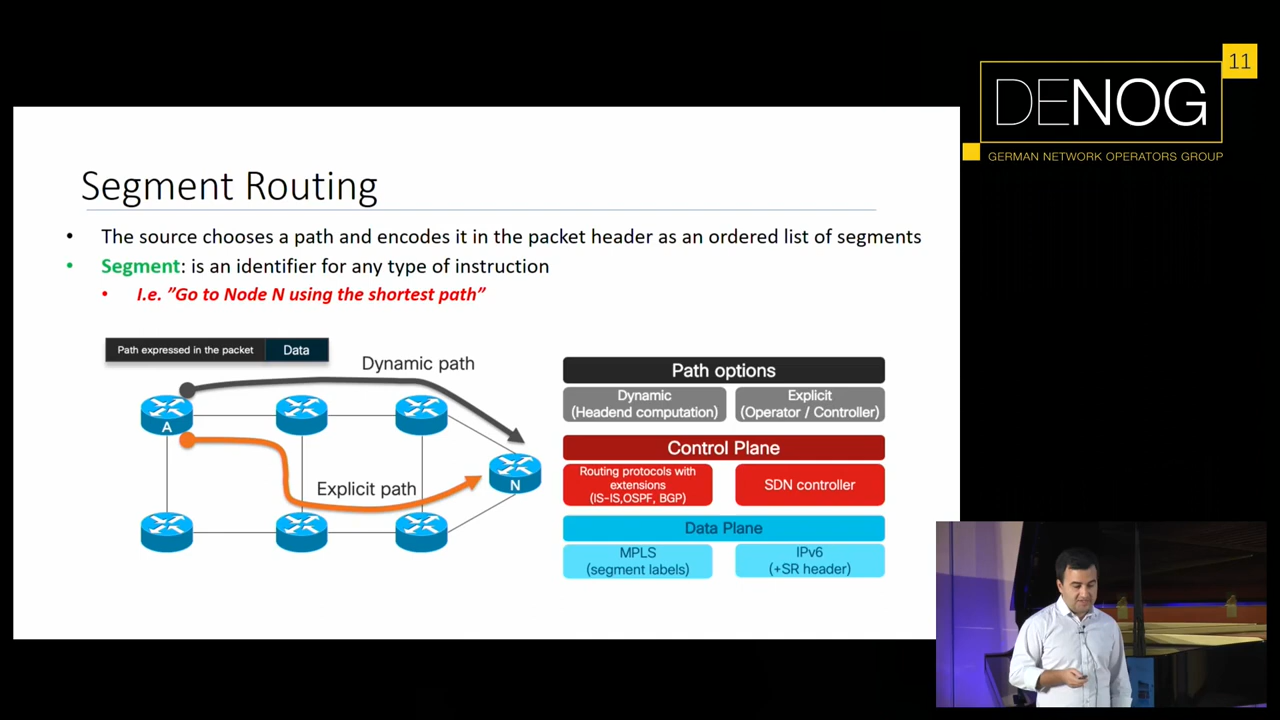 11
DENOG
GERMAN NETWORK OPERATORS GROUP
Segment Routing
• The source chooses a path and encodes it in the packet header as an ordered list of segments
• Segment: is an identifier for any type of instruction
• I.e. ”Go to Node N using the shortest path”
Path expressed in the packet
Data
Dynamic path
A
Explicit path
N
Path options
Dynamic
(Headend computation)
Explicit
(Operator / Controller)
Control Plane
Routing protocols with
extensions
(IS-IS,OSPF, BGP)
SDN controller
Data Plane
MPLS
(segment labels)
IPv6
(+SR header)